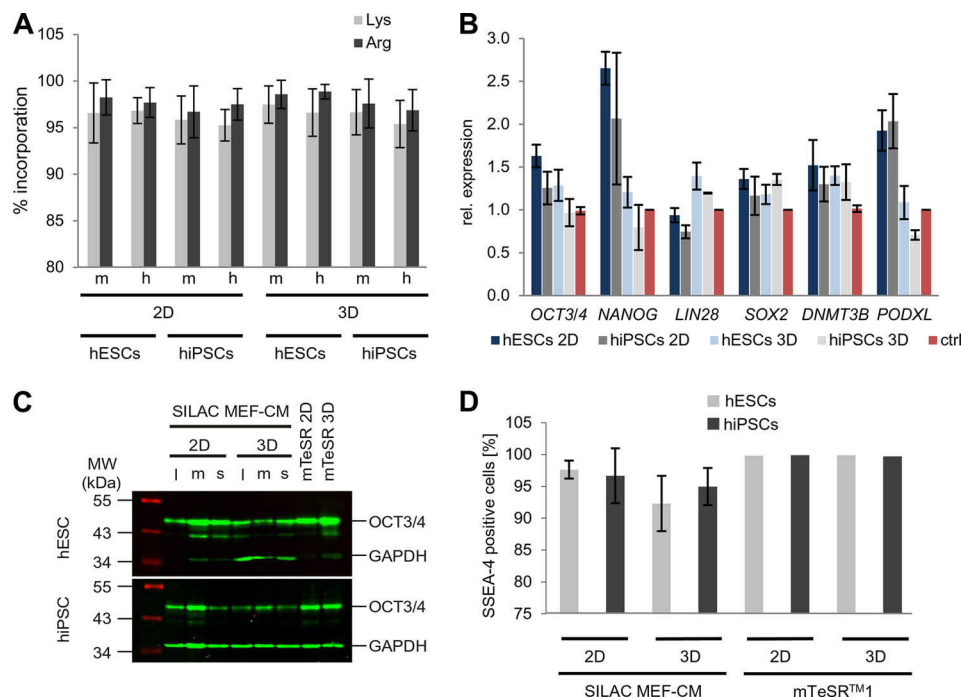 A
Lys
Arg
% incorporation
100
95
90
85
80
m h m h m h m h
2D 3D
hESCs hiPSCs hESCs hiPSCs
B
rel. expression
3.0
2.5
2.0
1.5
1.0
0.5
0.0
OCT3/4 NANOG LIN28 SOX2 DNMT3B PODXL
hESCs 2D hiPSCs 2D hESCs 3D hiPSCs 3D ctrl
C
SILAC MEF-CM
mTeSR 2D
mTeSR 3D
2D 3D
l m s l m s
MW
(kDa)
hESC
55
43
34
OCT3/4
GAPDH
hiPSC
55
43
34
OCT3/4
GAPDH
D
hESCs
hiPSCs
SSEA-4 positive cells [%]
105
100
95
90
85
80
75
2D 3D 2D 3D
SILAC MEF-CM mTeSR™1